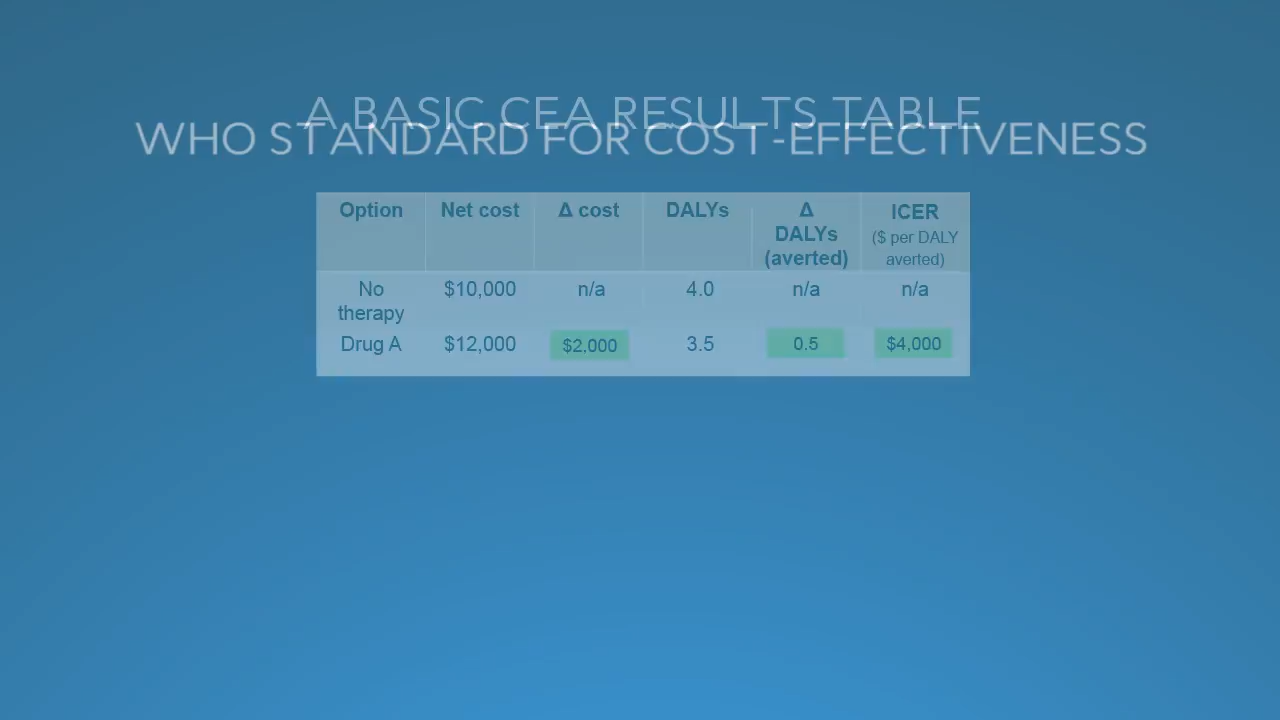 A BASIC CEA RESULTS TABLE
WHO STANDARD FOR COST-EFFECTIVENESS
Option Net cost Δ cost DALYs Δ DALYs (averted) ICER ($ per DALY averted)
No therapy $10,000 n/a 4.0 n/a n/a
Drug A $12,000 $2,000 3.5 0.5 $4,000